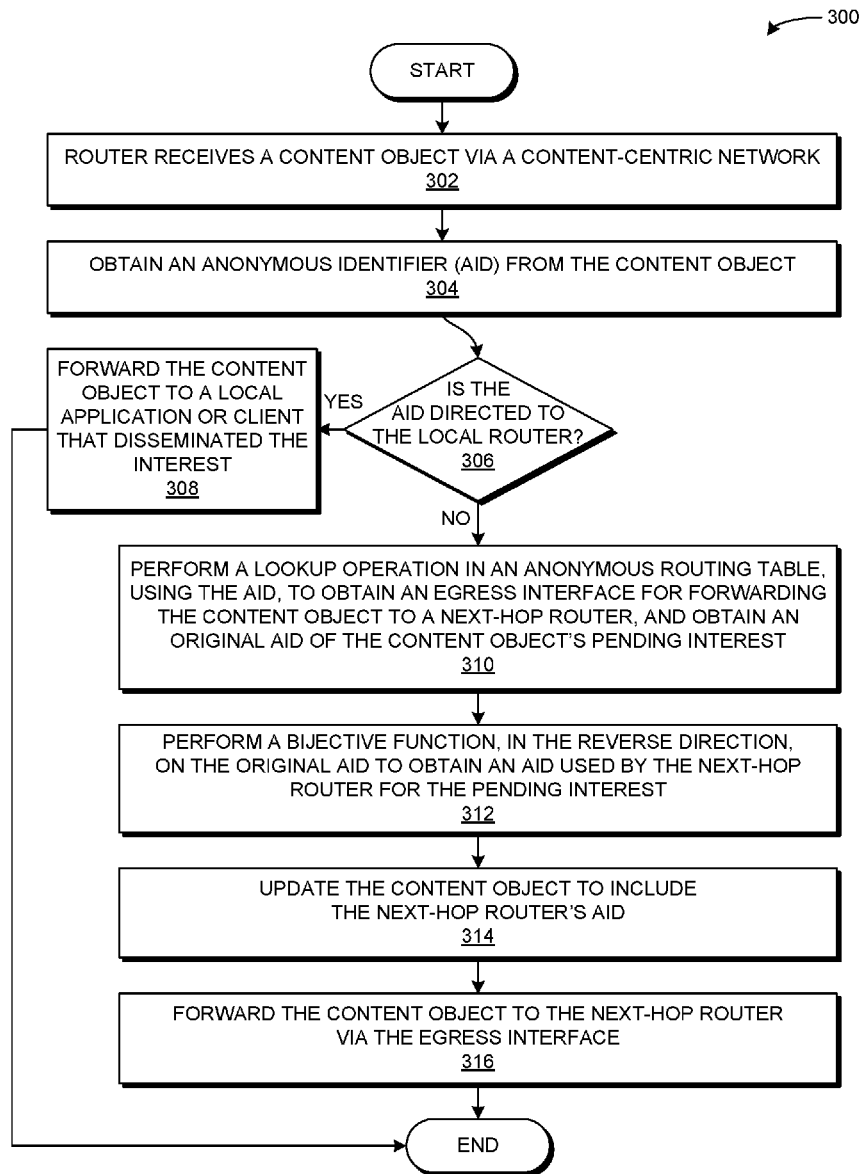 300
START
ROUTER RECEIVES A CONTENT OBJECT VIA A CONTENT-CENTRIC NETWORK
302
OBTAIN AN ANONYMOUS IDENTIFIER (AID) FROM THE CONTENT OBJECT
304
IS THE
AID DIRECTED TO
THE LOCAL ROUTER?
306
YES
FORWARD THE CONTENT
OBJECT TO A LOCAL
APPLICATION OR CLIENT
THAT DISSEMINATED THE
INTEREST
308
NO
PERFORM A LOOKUP OPERATION IN AN ANONYMOUS ROUTING TABLE,
USING THE AID, TO OBTAIN AN EGRESS INTERFACE FOR FORWARDING
THE CONTENT OBJECT TO A NEXT-HOP ROUTER, AND OBTAIN AN
ORIGINAL AID OF THE CONTENT OBJECT'S PENDING INTEREST
310
PERFORM A BIJECTIVE FUNCTION, IN THE REVERSE DIRECTION,
ON THE ORIGINAL AID TO OBTAIN AN AID USED BY THE NEXT-HOP
ROUTER FOR THE PENDING INTEREST
312
UPDATE THE CONTENT OBJECT TO INCLUDE
THE NEXT-HOP ROUTER'S AID
314
FORWARD THE CONTENT OBJECT TO THE NEXT-HOP ROUTER
VIA THE EGRESS INTERFACE
316
END